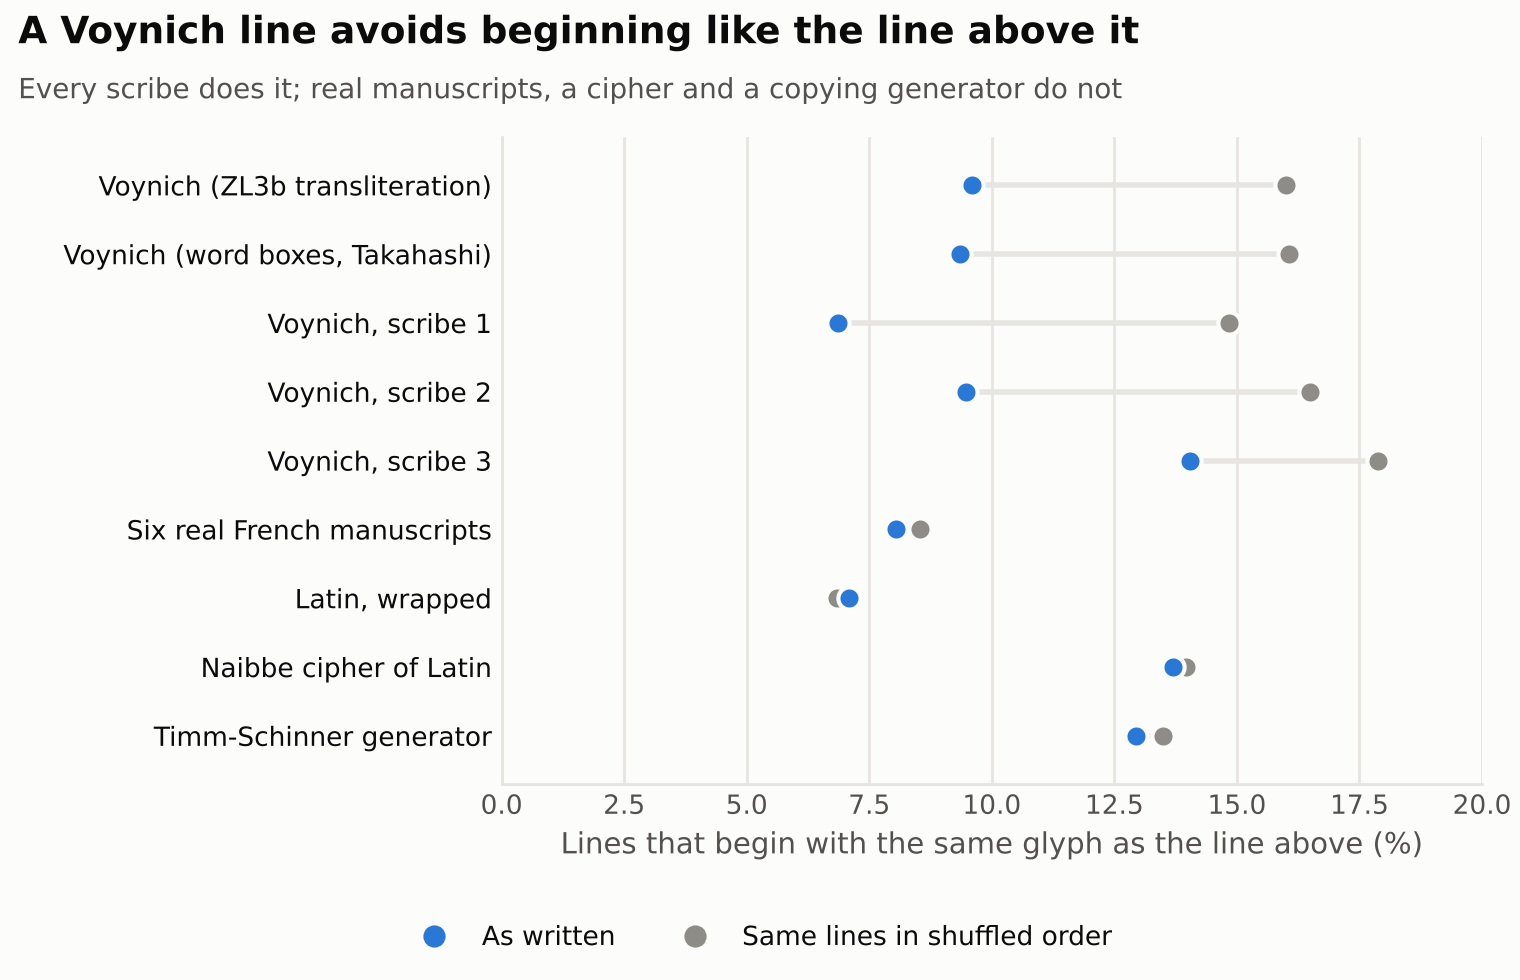 A Voynich line avoids beginning like the line above it
Every scribe does it; real manuscripts, a cipher and a copying generator do not
Voynich (ZL3b transliteration)
Voynich (word boxes, Takahashi)
Voynich, scribe 1
Voynich, scribe 2
Voynich, scribe 3
Six real French manuscripts
Latin, wrapped
Naibbe cipher of Latin
Timm-Schinner generator
0.0 2.5 5.0 7.5 10.0 12.5 15.0 17.5 20.0
Lines that begin with the same glyph as the line above (%)
As written Same lines in shuffled order